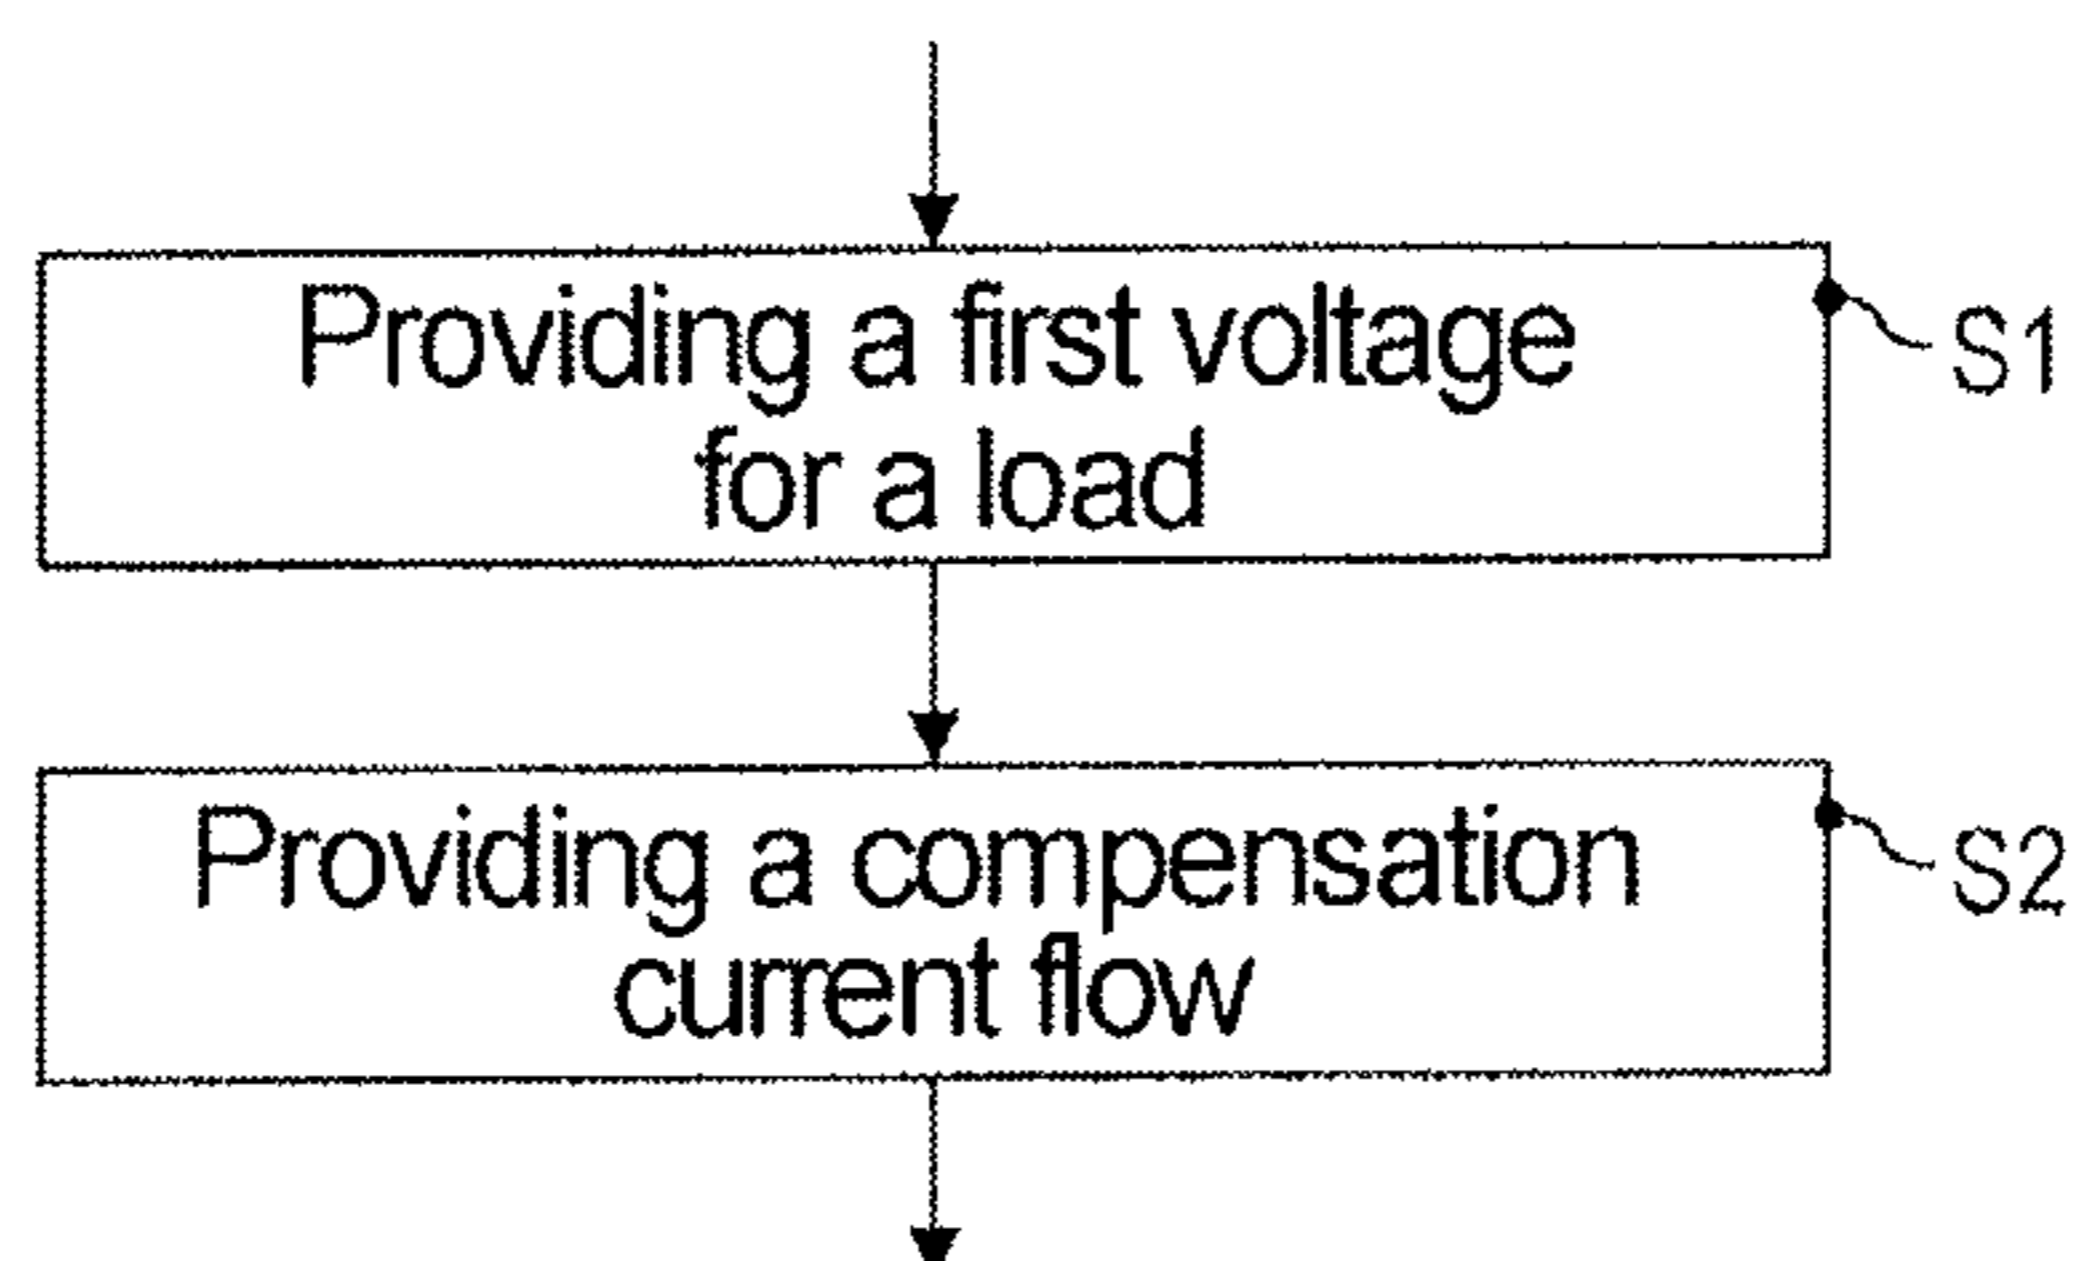 Providing a first voltage
for a load
S1
Providing a compensation
current flow
S2